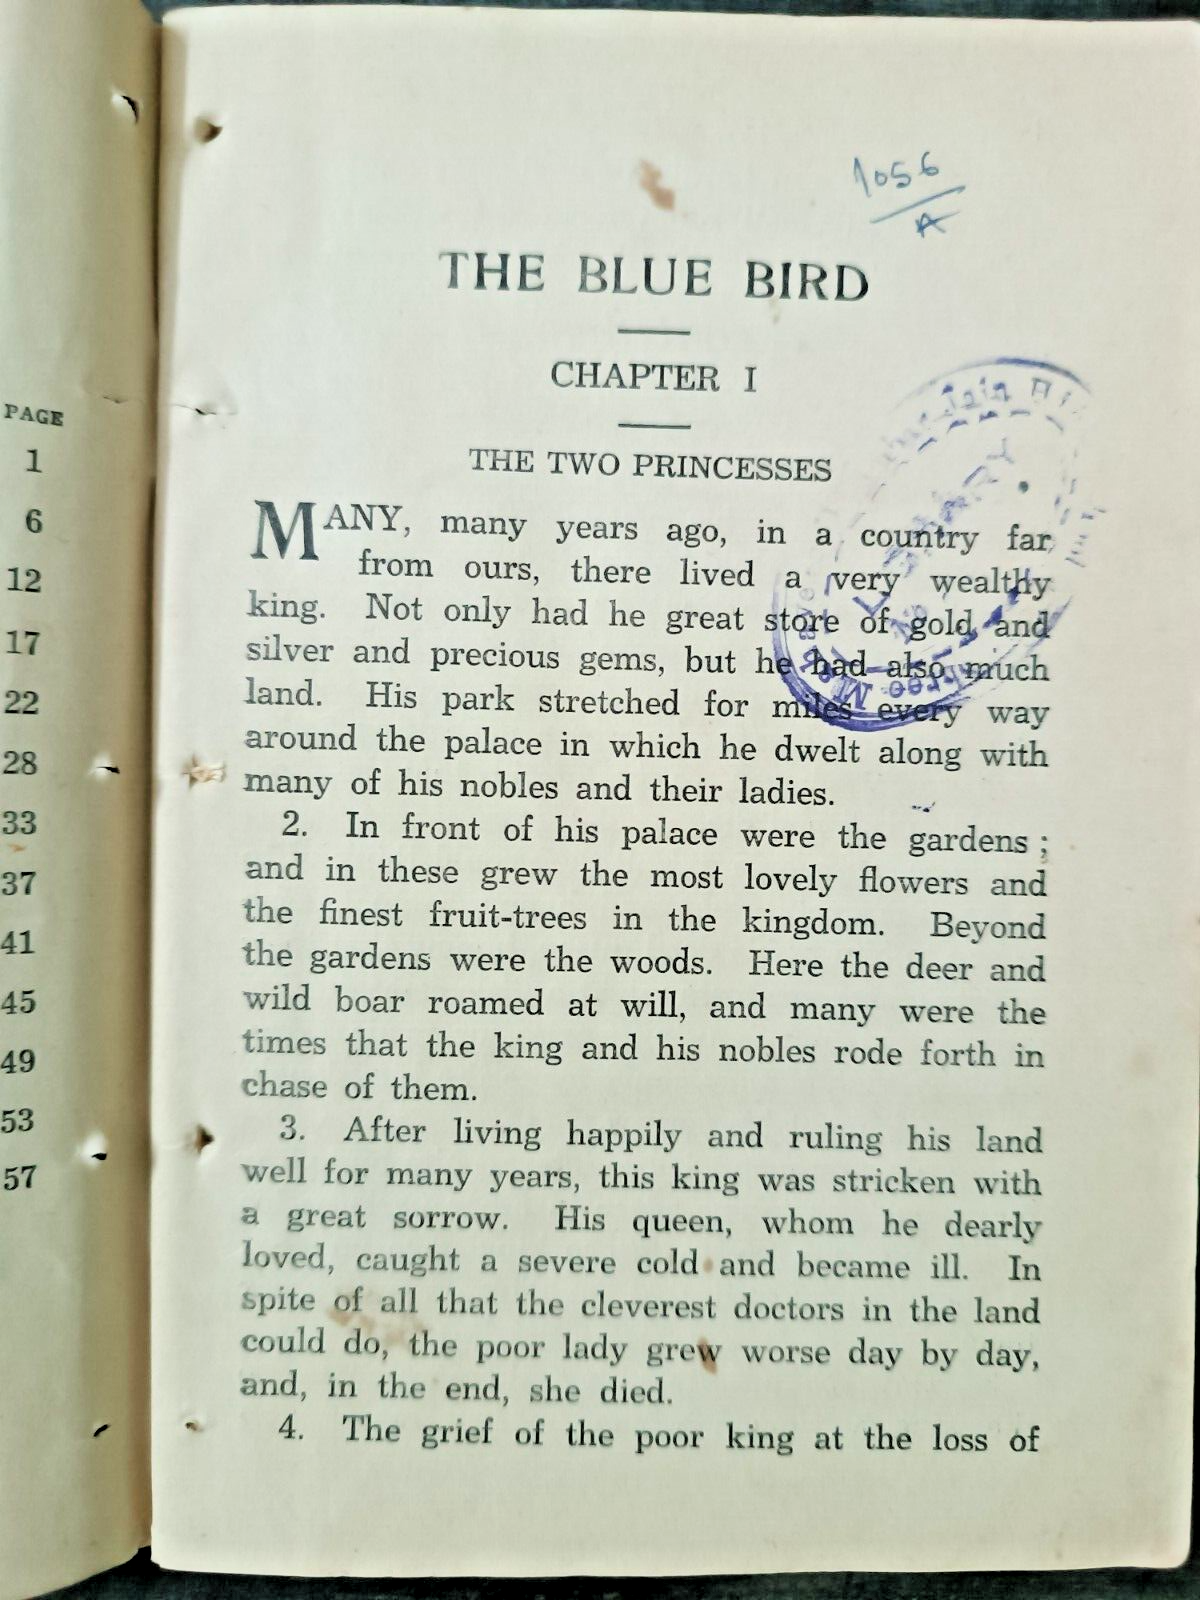 PAGE
1
6
12
17
22
28
33
37
41
45
49
53
57
1056
A
THE BLUE BIRD
CHAPTER I
THE TWO PRINCESSES
MANY, many years ago, in a country far
from ours, there lived a very wealthy
king. Not only had he great store of gold and
silver and precious gems, but he had also much
land. His park stretched for miles every way
around the palace in which he dwelt along with
many of his nobles and their ladies.
2. In front of his palace were the gardens ;
and in these grew the most lovely flowers and
the finest fruit-trees in the kingdom. Beyond
the gardens were the woods. Here the deer and
wild boar roamed at will, and many were the
times that the king and his nobles rode forth in
chase of them.
3. After living happily and ruling his land
well for many years, this king was stricken with
a great sorrow. His queen, whom he dearly
loved, caught a severe cold and became ill. In
spite of all that the cleverest doctors in the land
could do, the poor lady grew worse day by day,
and, in the end, she died.
4. The grief of the poor king at the loss of
Jain
LIBRARY